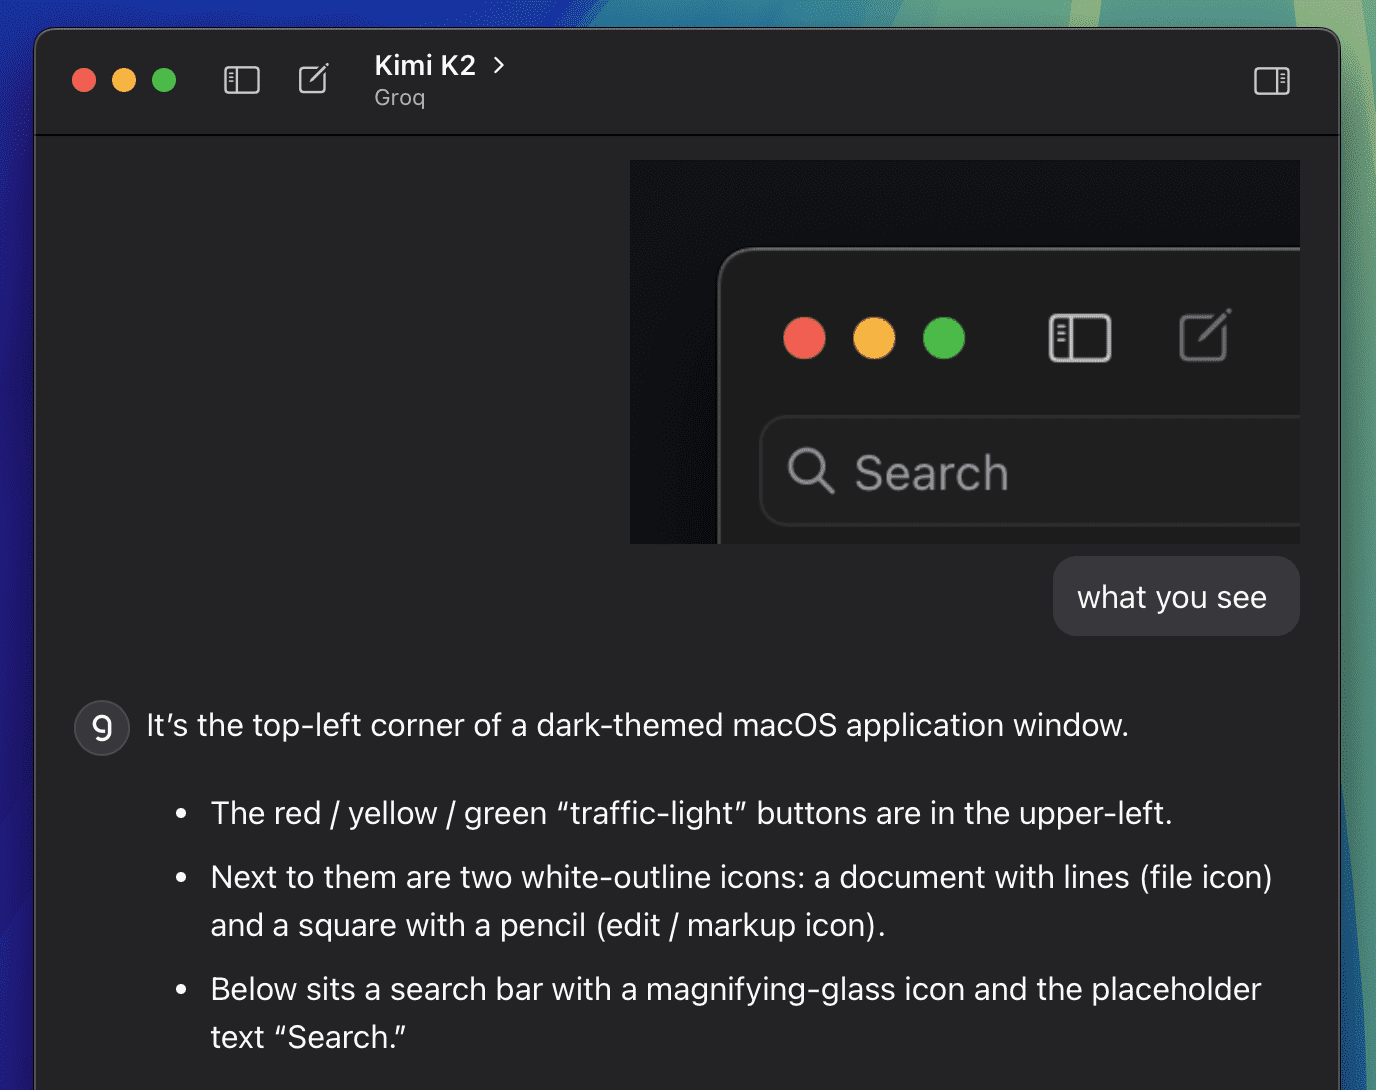 Kimi K2
Groq
Search
what you see
It’s the top-left corner of a dark-themed macOS application window.
• The red / yellow / green “traffic-light” buttons are in the upper-left.
• Next to them are two white-outline icons: a document with lines (file icon)
and a square with a pencil (edit / markup icon).
• Below sits a search bar with a magnifying-glass icon and the placeholder
text “Search.”